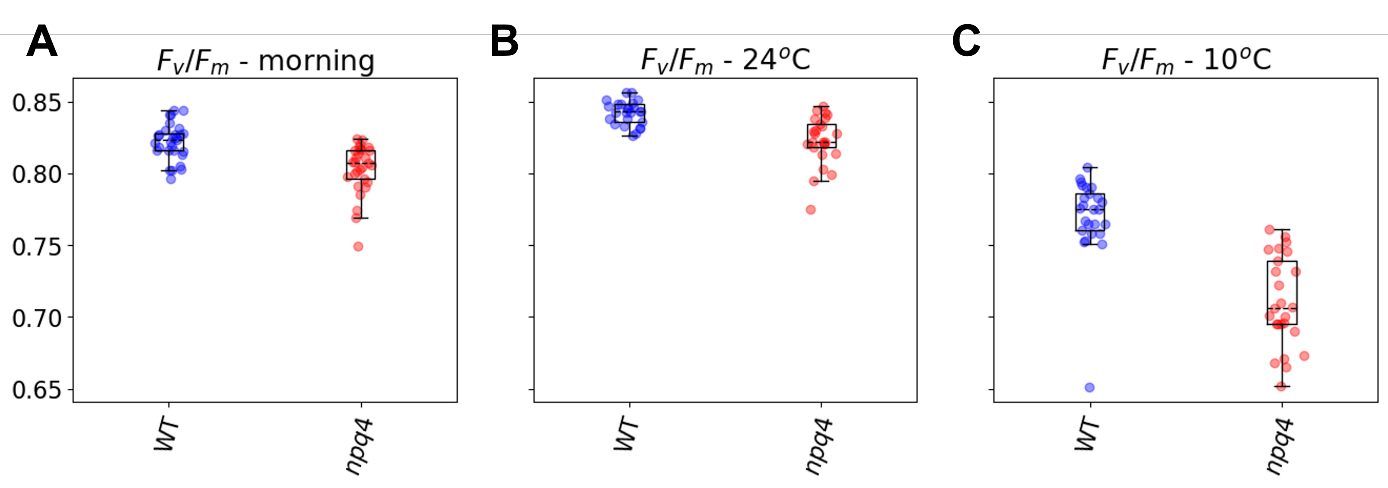 A
B
C
Fv/Fm - morning
Fv/Fm - 24°C
Fv/Fm - 10°C
0.85
0.80
0.75
0.70
0.65
WT
npq4
WT
npq4
WT
npq4